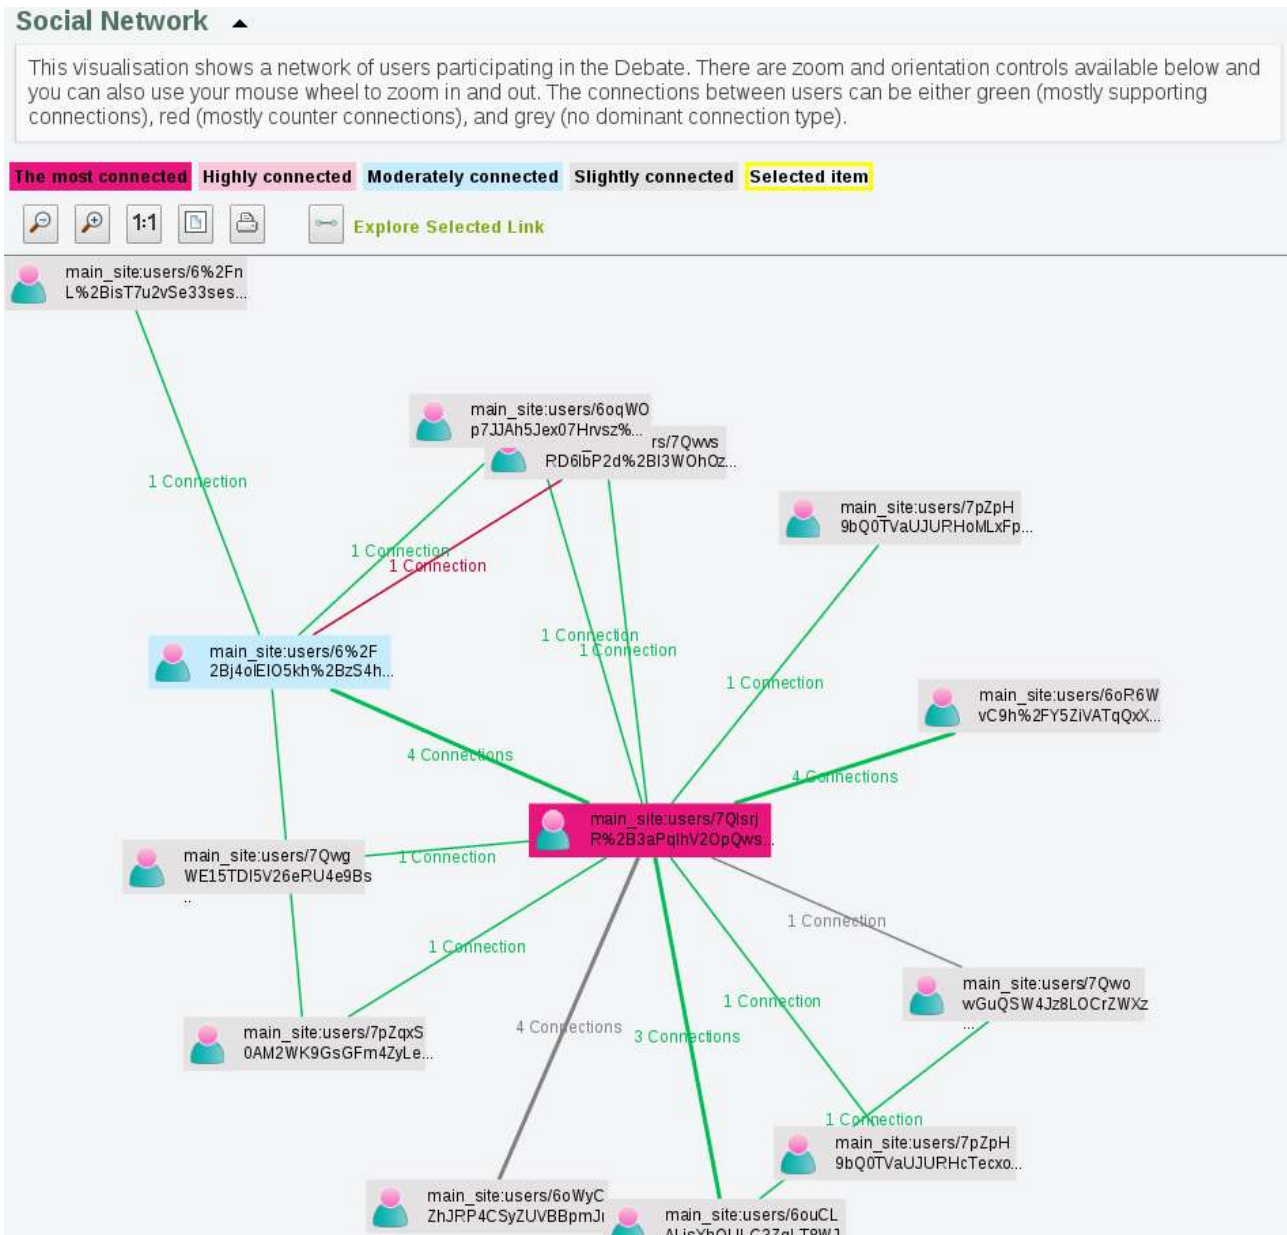 Social Network
This visualisation shows a network of users participating in the Debate. There are zoom and orientation controls available below and
you can also use your mouse wheel to zoom in and out. The connections between users can be either green (mostly supporting
connections), red (mostly counter connections), and grey (no dominant connection type).
The most connected Highly connected Moderately connected Slightly connected Selected item
1:1 Explore Selected Link
main_site:users/6%2Fn
L%2BisT7u2vSe33ses...
main_site:users/6oqWO
p7JJAh5Jex07Hrvsz%...
rs/7Qwvs
RD6lbP2d%2BI3WOhOz...
1 Connection
main_site:users/7pZpH
9bQ0TVaUJURHoMLxFp...
1 Connection
1 Connection
1 Connection
1 Connection
main_site:users/6%2F
2Bj4olEIO5kh%2BzS4h...
1 Connection
main_site:users/6oR6W
vC9h%2FY5ZiVATqQxX...
4 Connections
4 Connections
main_site:users/7Qlsrj
R%2B3aPqlhV2OpQws...
main_site:users/7Qwg
WE15TDI5V26eRU4e9Bs
..
1 Connection
1 Connection
1 Connection
main_site:users/7Qwo
wGuQSW4Jz8LOCrZWXz
...
1 Connection
main_site:users/7pZqxS
0AM2WK9GsGFm4ZyLe...
4 Connections
3 Connections
1 Connection
main_site:users/7pZpH
9bQ0TVaUJURHcTecxo...
main_site:users/6oWyC
ZhJRP4CSyZUVBBpmJ
main_site:users/6ouCL